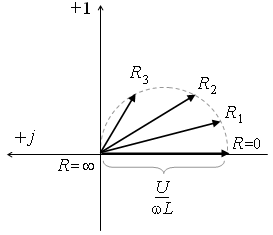 +1
R₃
R₂
R₁
+j
R=0
R=∞
U
ωL